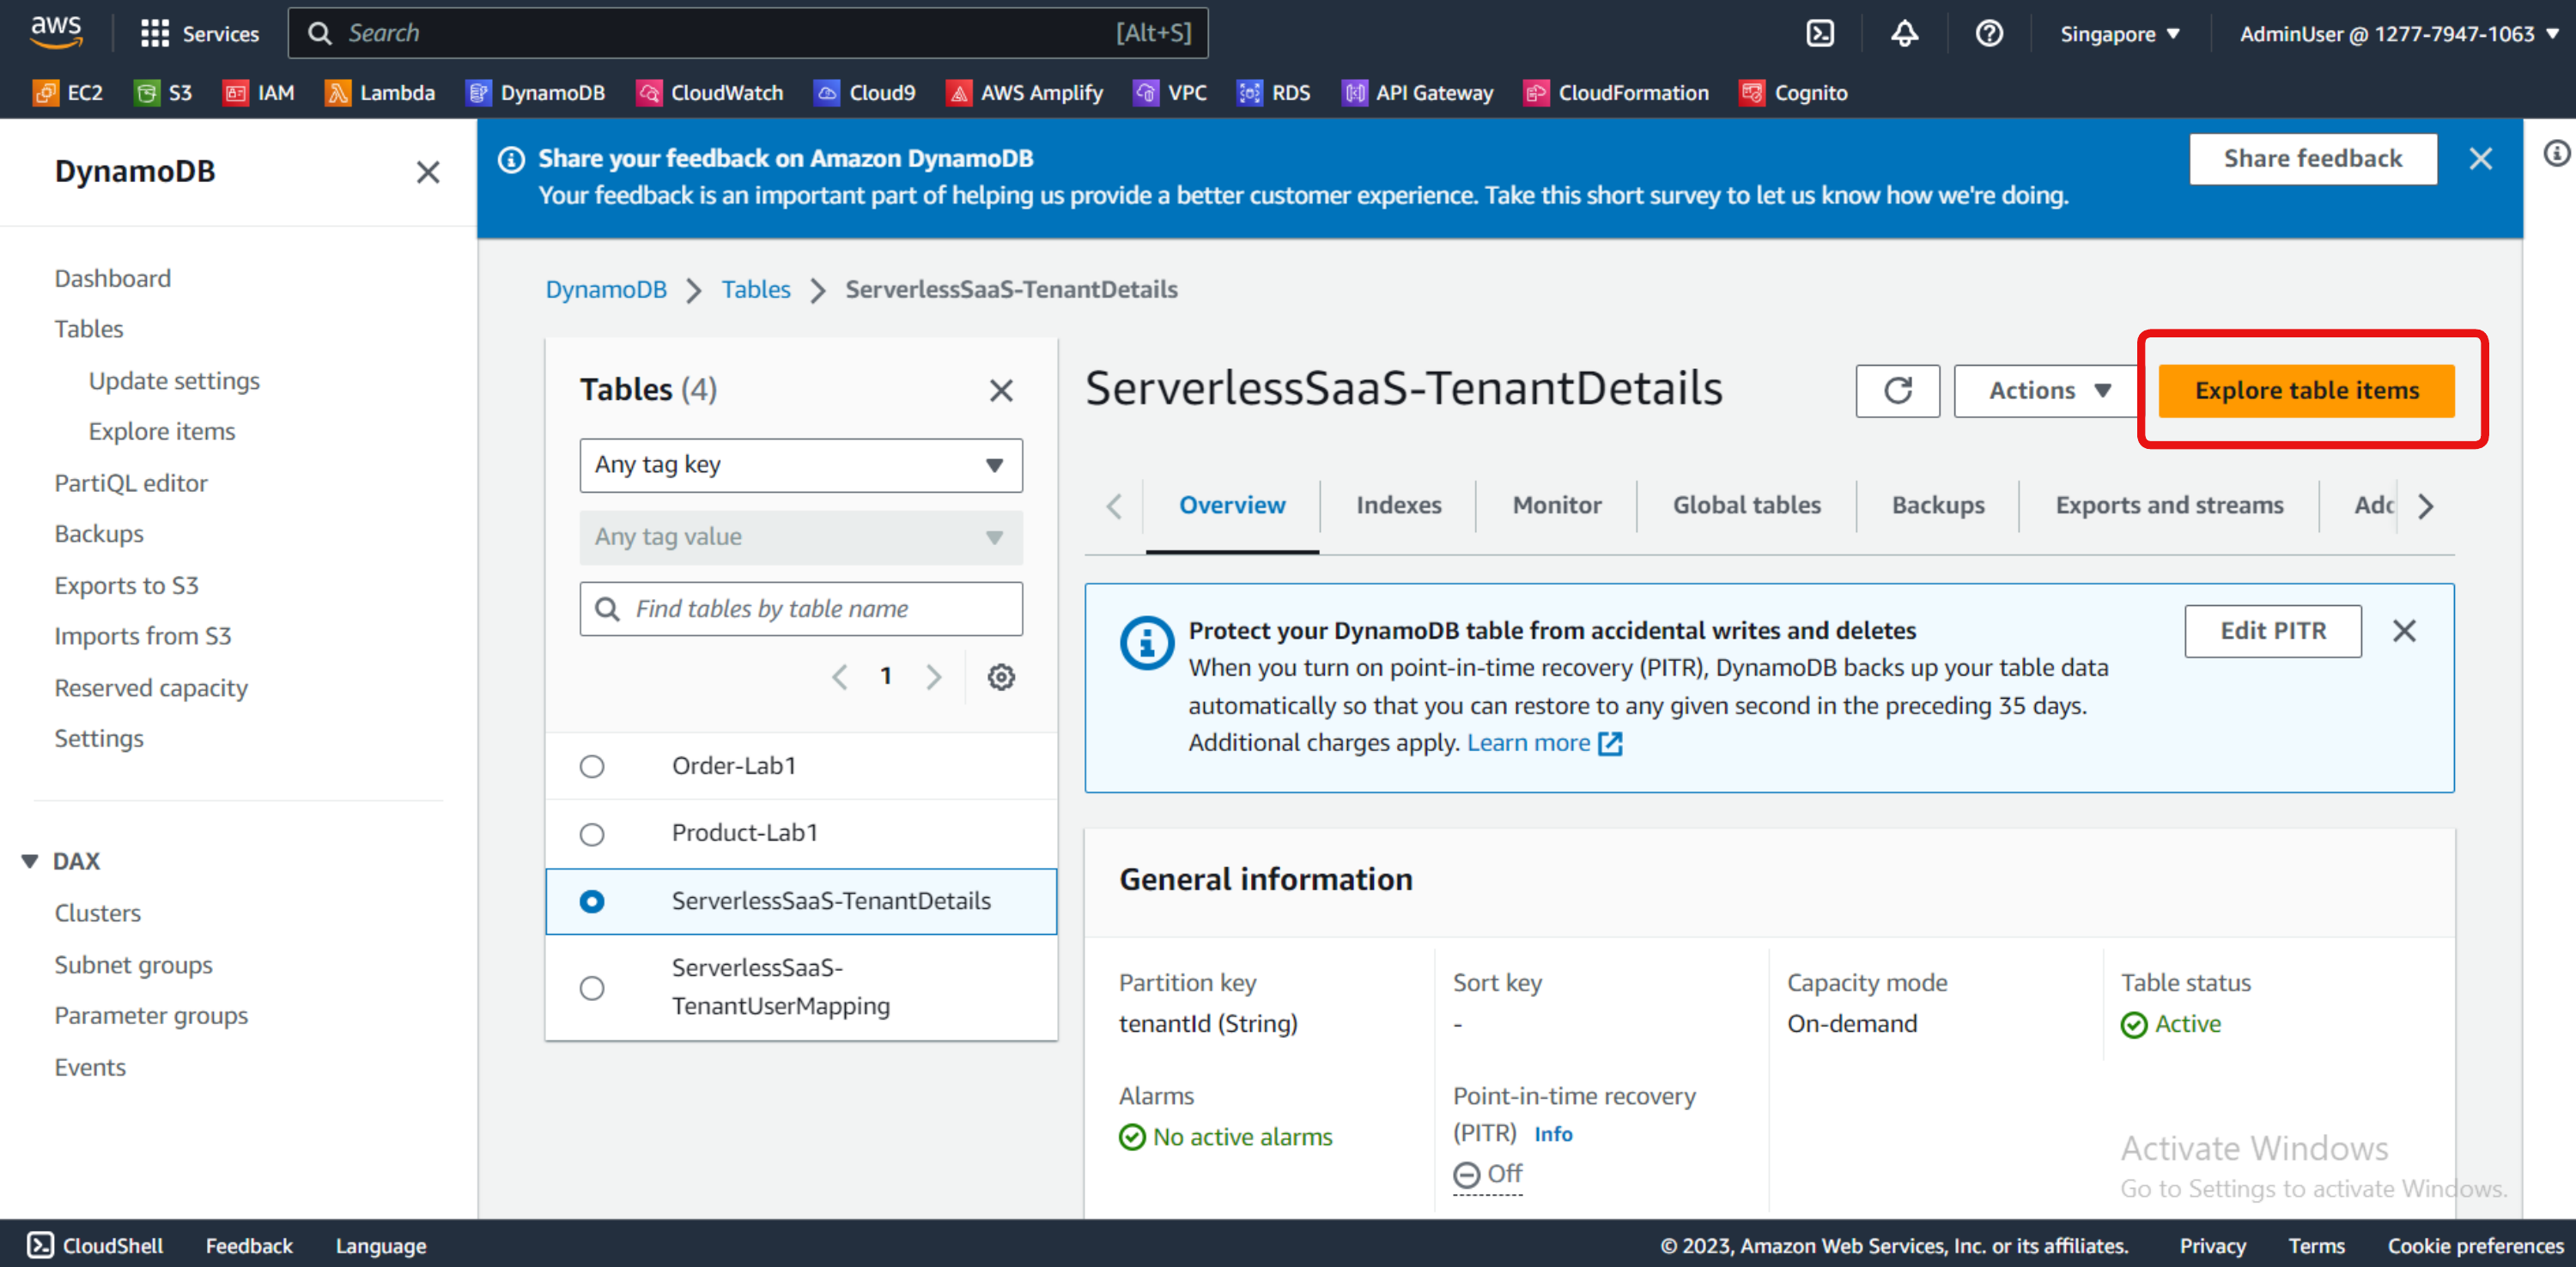 aws
Services
Search
[Alt+S]
Singapore
AdminUser @ 1277-7947-1063
EC2
S3
IAM
Lambda
DynamoDB
CloudWatch
Cloud9
AWS Amplify
VPC
RDS
API Gateway
CloudFormation
Cognito
DynamoDB
Dashboard
Tables
Update settings
Explore items
PartiQL editor
Backups
Exports to S3
Imports from S3
Reserved capacity
Settings
DAX
Clusters
Subnet groups
Parameter groups
Events
Share your feedback on Amazon DynamoDB
Your feedback is an important part of helping us provide a better customer experience. Take this short survey to let us know how we're doing.
Share feedback
DynamoDB
Tables
ServerlessSaaS-TenantDetails
Tables (4)
Any tag key
Any tag value
Find tables by table name
1
Order-Lab1
Product-Lab1
ServerlessSaaS-TenantDetails
ServerlessSaaS-
TenantUserMapping
ServerlessSaaS-TenantDetails
Actions
Explore table items
Overview
Indexes
Monitor
Global tables
Backups
Exports and streams
Protect your DynamoDB table from accidental writes and deletes
When you turn on point-in-time recovery (PITR), DynamoDB backs up your table data
automatically so that you can restore to any given second in the preceding 35 days.
Additional charges apply. Learn more
Edit PITR
General information
Partition key
tenantId (String)
Sort key
-
Capacity mode
On-demand
Table status
Active
Alarms
No active alarms
Point-in-time recovery
(PITR) Info
Off
Activate Windows
Go to Settings to activate Windows.
CloudShell
Feedback
Language
© 2023, Amazon Web Services, Inc. or its affiliates.
Privacy
Terms
Cookie preferences